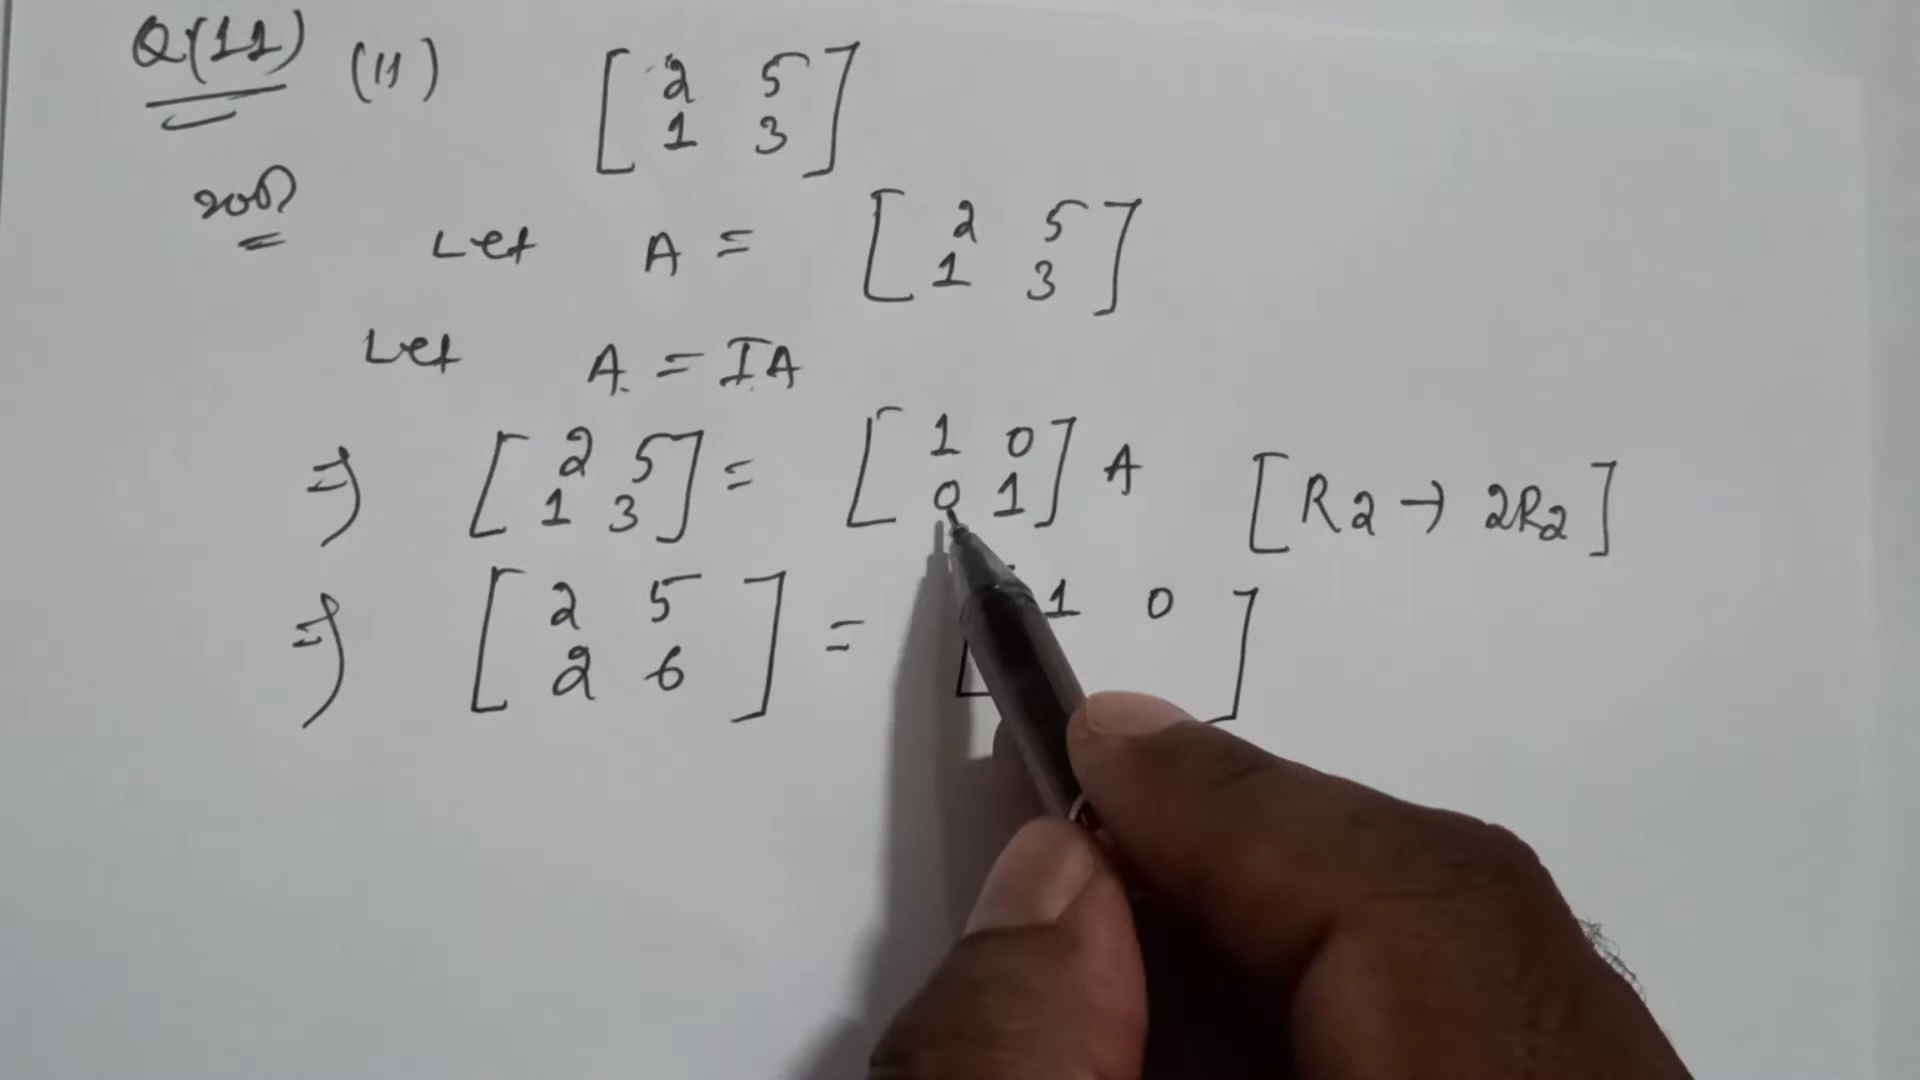 Q(11) (11) [2 5
1 3]
sol
Let A = [2 5
1 3]
Let A = IA
⇒ [2 5
1 3] = [1 0
0 1] A [R2 → 2R2]
⇒ [2 5
2 6] = [1 0
]